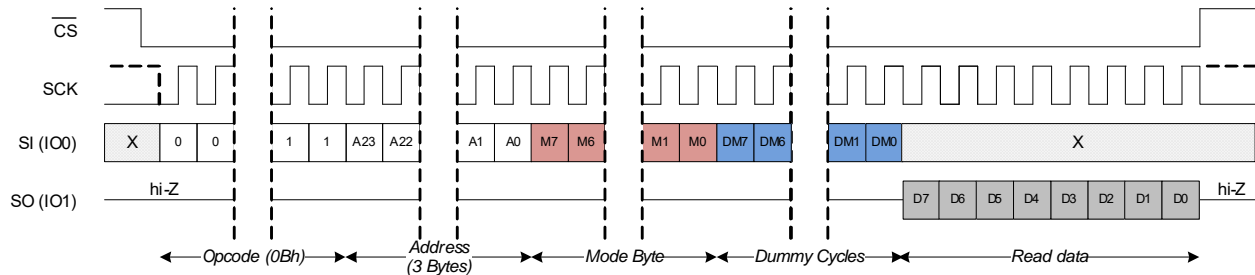 CS
SCK
SI (IO0) X 0 0 1 1 A23 A22 A1 A0 M7 M6 M1 M0 DM7 DM6 DM1 DM0 X
hi-Z
SO (IO1) D7 D6 D5 D4 D3 D2 D1 D0 hi-Z
Opcode (0Bh) Address (3 Bytes) Mode Byte Dummy Cycles Read data